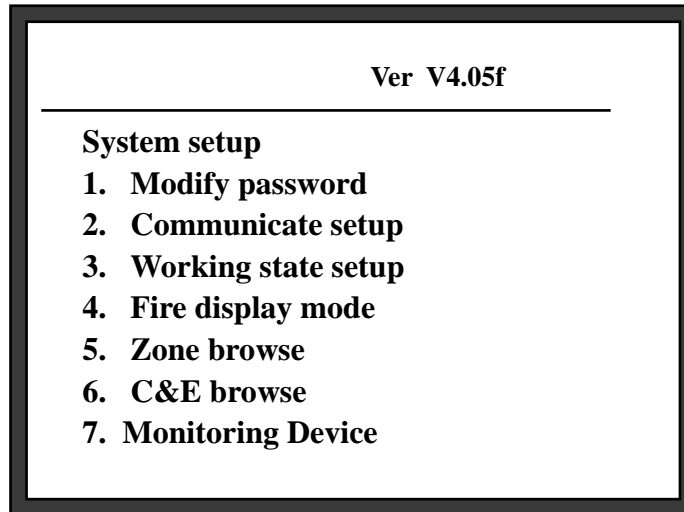 Ver V4.05f
System setup
1. Modify password
2. Communicate setup
3. Working state setup
4. Fire display mode
5. Zone browse
6. C&E browse
7. Monitoring Device